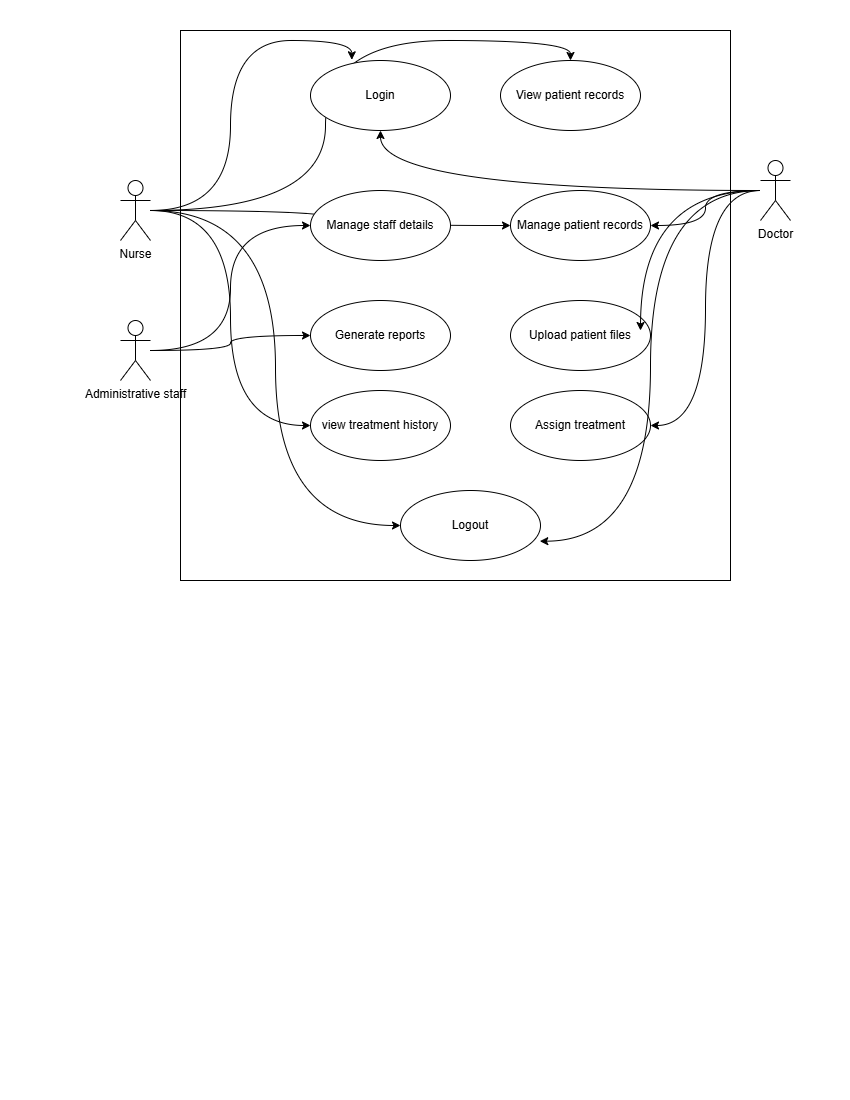 Login
View patient records
Nurse
Manage staff details
Manage patient records
Doctor
Administrative staff
Generate reports
Upload patient files
view treatment history
Assign treatment
Logout